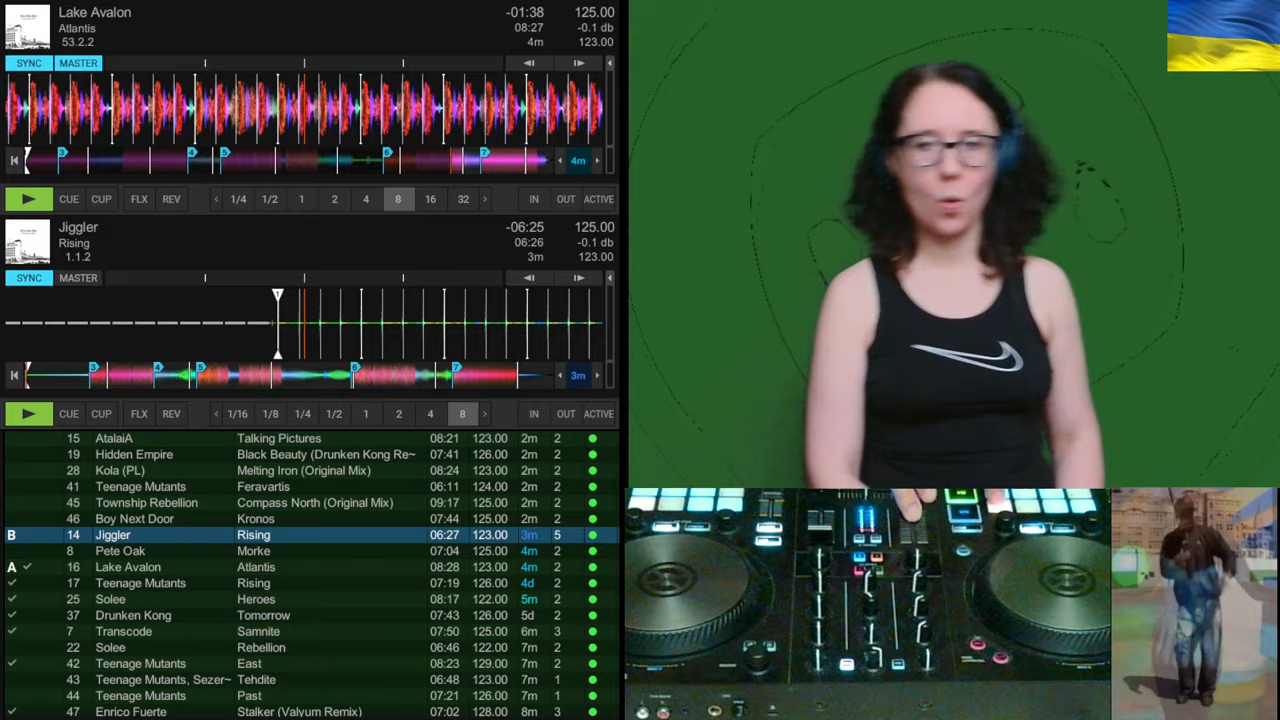 Lake Avalon -01:38 125.00
Atlantis 08:27 -0.1 db
53.2.2 4m 123.00
SYNC MASTER
3 4 5 6 7 4m
CUE CUP FLX REV 1/4 1/2 1 2 4 8 16 32 IN OUT ACTIVE
Jiggler -06:25 125.00
Rising 06:26 -0.1 db
1.1.2 3m 123.00
SYNC MASTER
1
3 4 5 6 7 3m
CUE CUP FLX REV 1/16 1/8 1/4 1/2 1 2 4 8 IN OUT ACTIVE
15 AtalaiA Talking Pictures 08:21 123.00 2m 2
19 Hidden Empire Black Beauty (Drunken Kong Re~ 07:41 126.00 2m 2
28 Kola (PL) Melting Iron (Original Mix) 08:24 123.00 2m 2
41 Teenage Mutants Feravartis 06:11 124.00 2m 2
45 Township Rebellion Compass North (Original Mix) 09:17 125.00 2m 2
46 Boy Next Door Kronos 07:44 125.00 2m 2
B 14 Jiggler Rising 06:27 123.00 3m 5
8 Pete Oak Morke 07:04 125.00 4m 2
A 16 Lake Avalon Atlantis 08:28 123.00 4m 2
17 Teenage Mutants Rising 07:19 126.00 4d 2
25 Solee Heroes 08:17 122.00 5m 2
37 Drunken Kong Tomorrow 07:43 126.00 5d 2
7 Transcode Samnite 07:50 125.00 6m 3
22 Solee Rebellion 06:46 122.00 7m 2
42 Teenage Mutants East 08:23 129.00 7m 2
43 Teenage Mutants, Sezer~ Tehdite 06:48 123.00 7m 1
44 Teenage Mutants Past 07:21 126.00 7m 1
47 Enrico Fuerte Stalker (Valyum Remix) 07:02 128.00 8m 3